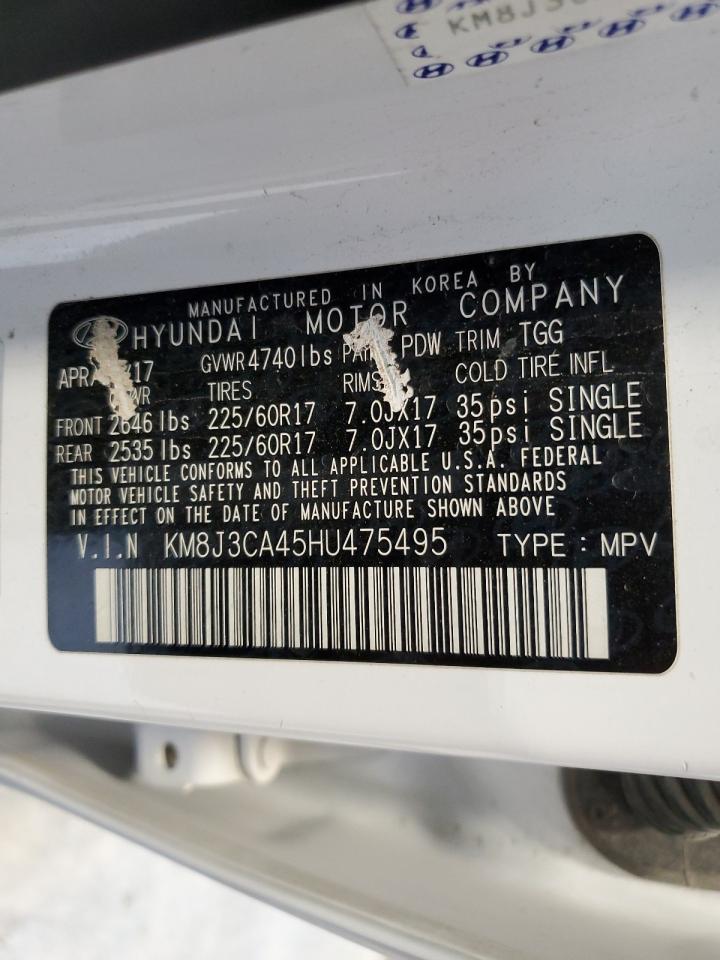 KM8J3
MANUFACTURED IN KOREA BY
HYUNDAI MOTOR COMPANY
GVWR 4740lbs PDW TRIM TGG
TIRES RIMS COLD TIRE INFL
FRONT 2646 lbs 225/60R17 7.0JX17 35psi SINGLE
REAR 2535 lbs 225/60R17 7.0JX17 35psi SINGLE
THIS VEHICLE CONFORMS TO ALL APPLICABLE U.S.A. FEDERAL
MOTOR VEHICLE SAFETY AND THEFT PREVENTION STANDARDS
IN EFFECT ON THE DATE OF MANUFACTURE SHOWN ABOVE
V.I.N KM8J3CA45HU475495 TYPE : MPV